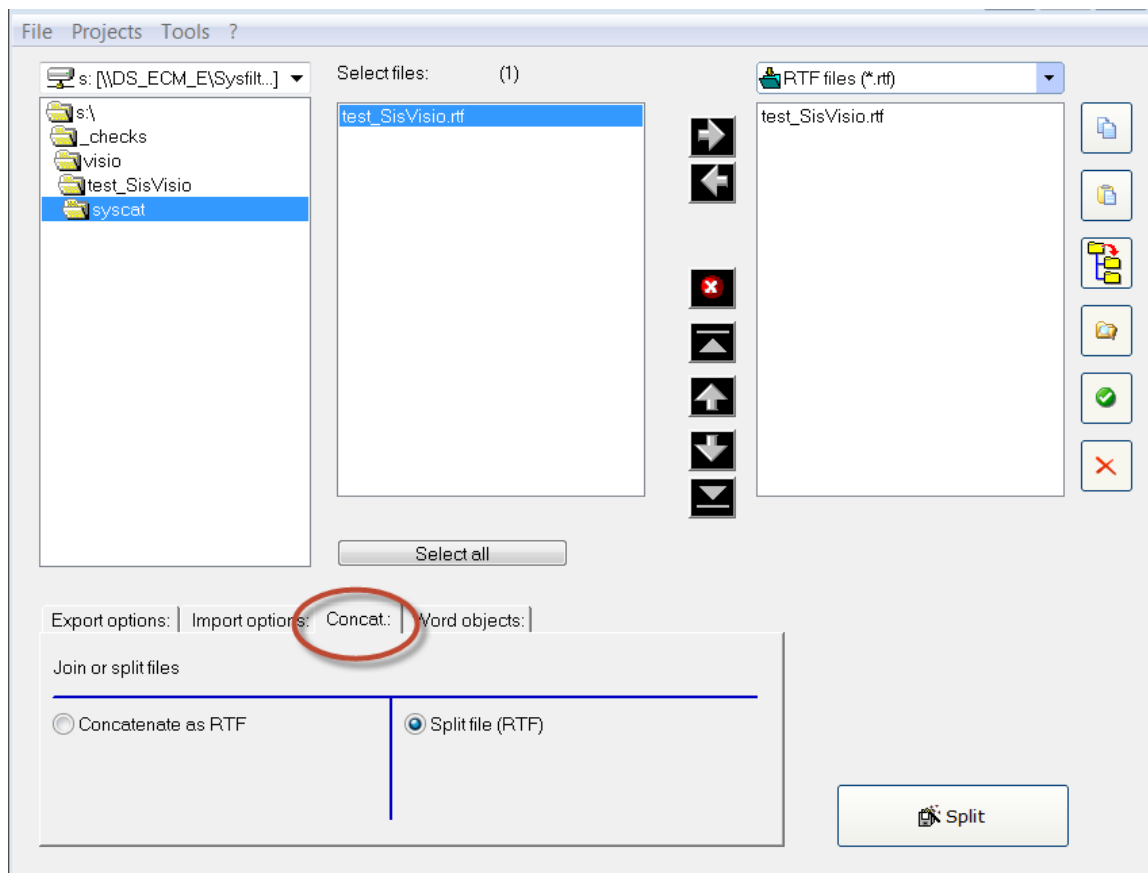 File Projects Tools ?
s: [\\DS_ECM_E\Sysfilt...]
Select files: (1)
RTF files (*.rtf)
s:\
_checks
visio
test_SisVisio
syscat
test_SisVisio.rtf
test_SisVisio.rtf
Select all
Export options: Import options: Concat.: Word objects:
Join or split files
Concatenate as RTF
Split file (RTF)
Split